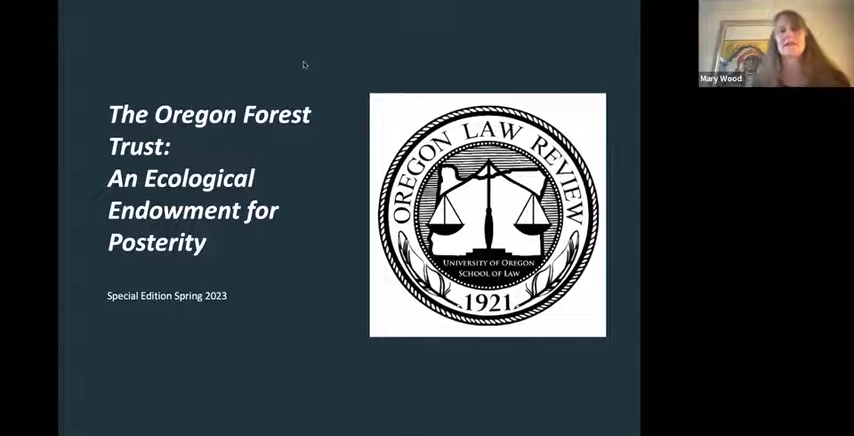 The Oregon Forest
Trust:
An Ecological
Endowment for
Posterity
Special Edition Spring 2023
OREGON LAW REVIEW
UNIVERSITY OF OREGON
SCHOOL OF LAW
1921
Mary Wood